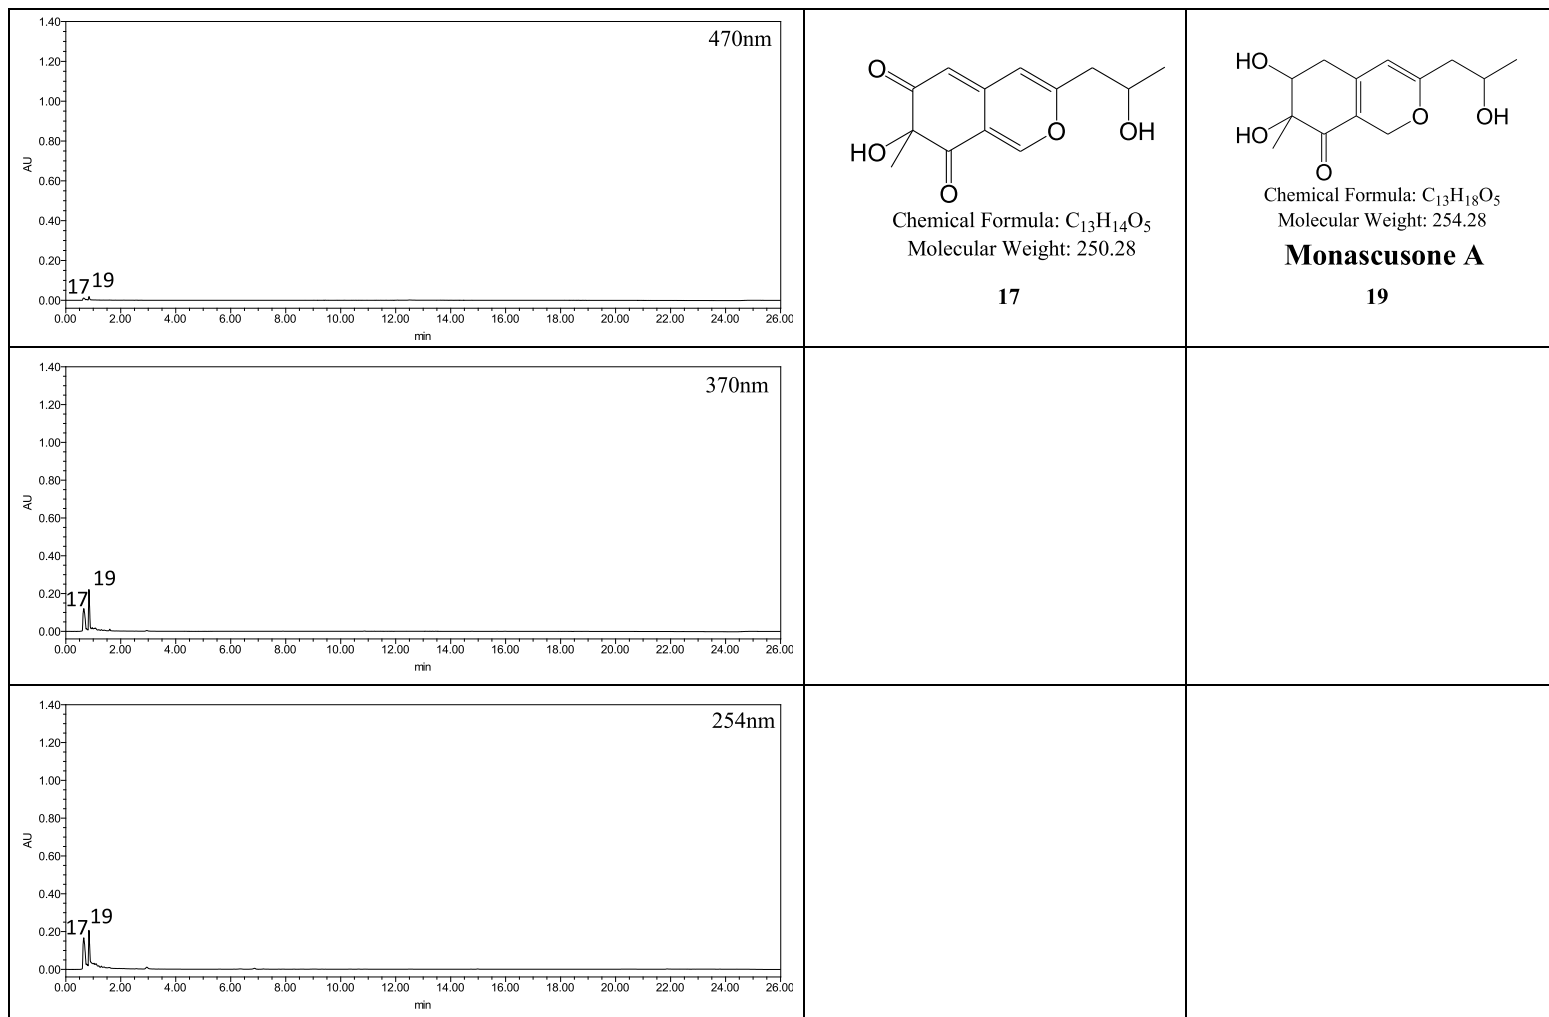 1.40
470nm
1.20
1.00
0.80
AU
0.60
0.40
0.20
17 19
0.00
0.00 2.00 4.00 6.00 8.00 10.00 12.00 14.00 16.00 18.00 20.00 22.00 24.00 26.00
min
O
HO
O
O
OH
Chemical Formula: C13H14O5
Molecular Weight: 250.28
17
HO
HO
O
O
OH
Chemical Formula: C13H18O5
Molecular Weight: 254.28
Monascusone A
19
1.40
370nm
1.20
1.00
0.80
AU
0.60
0.40
0.20
17 19
0.00
0.00 2.00 4.00 6.00 8.00 10.00 12.00 14.00 16.00 18.00 20.00 22.00 24.00 26.00
min
1.40
254nm
1.20
1.00
0.80
AU
0.60
0.40
0.20
17 19
0.00
0.00 2.00 4.00 6.00 8.00 10.00 12.00 14.00 16.00 18.00 20.00 22.00 24.00 26.00
min